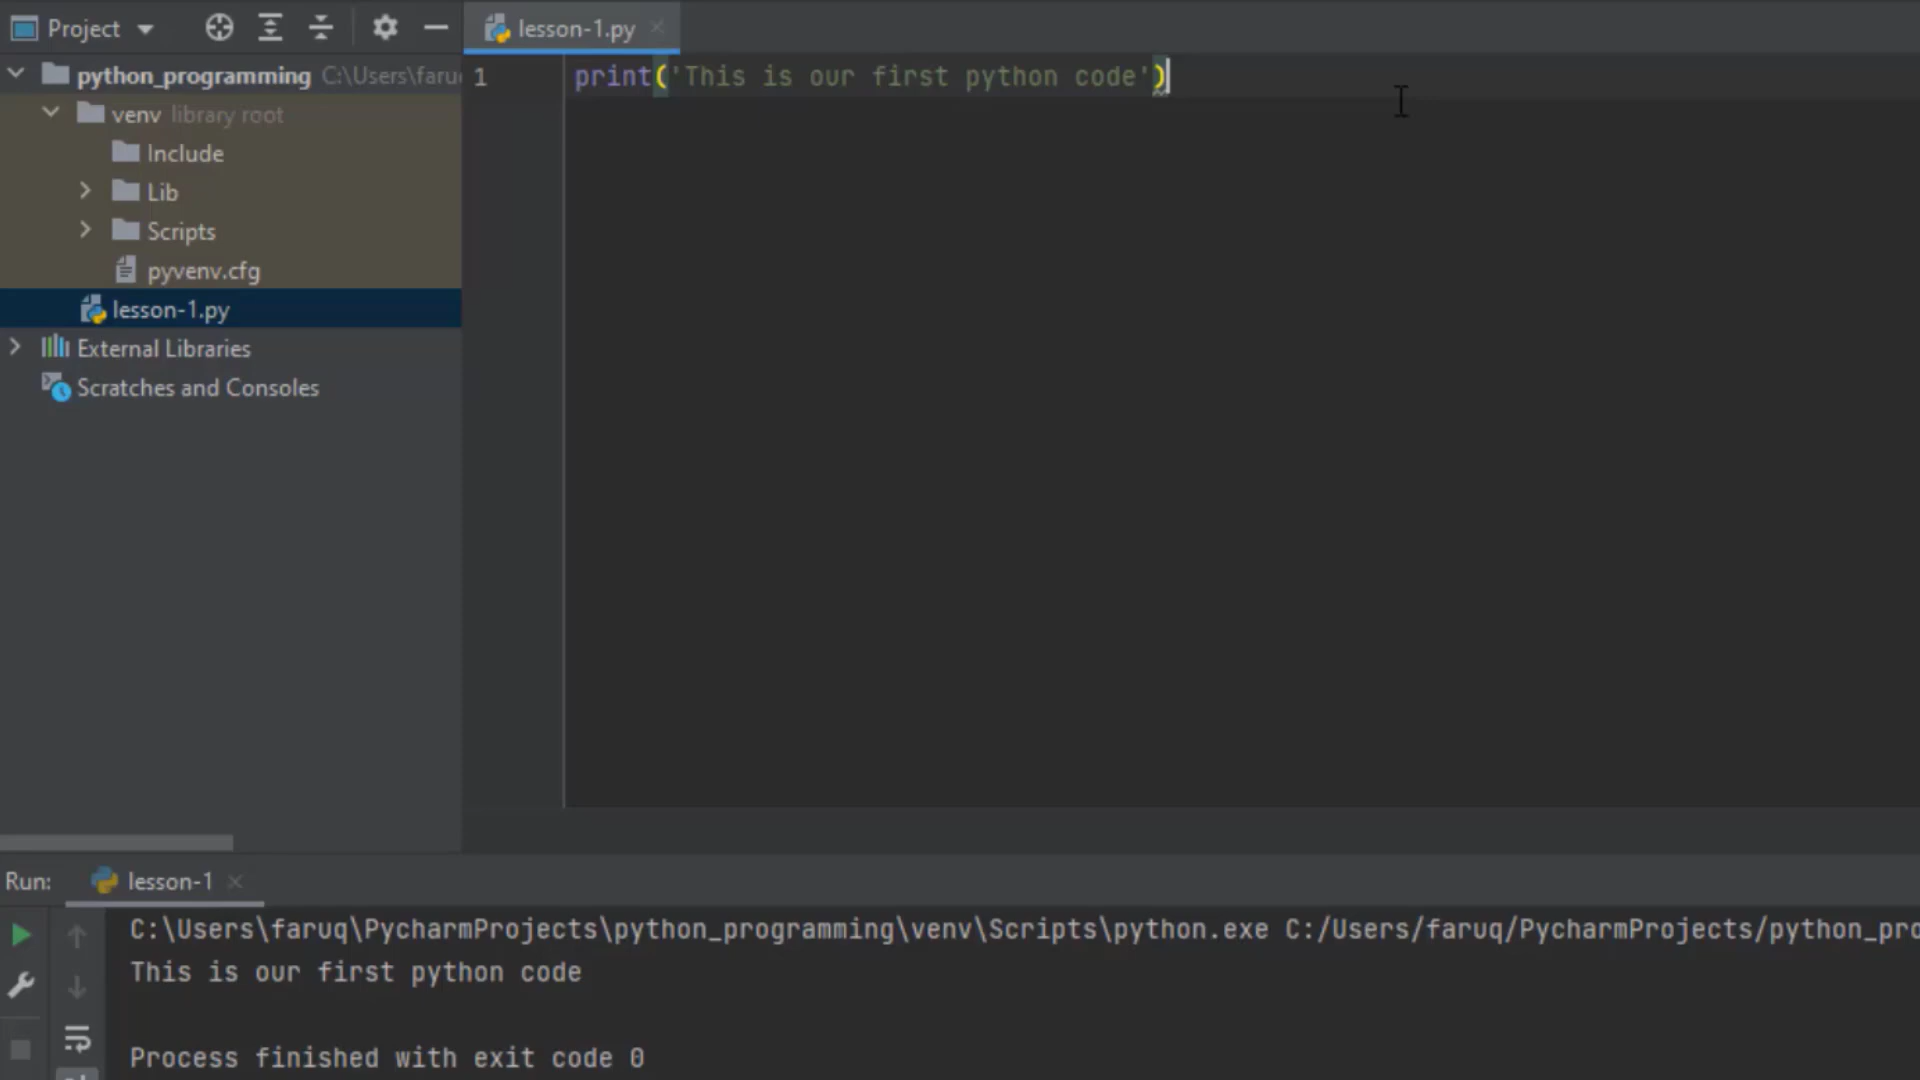 Project
lesson-1.py
python_programming C:\Users\faru
venv library root
Include
Lib
Scripts
pyvenv.cfg
lesson-1.py
External Libraries
Scratches and Consoles
1
print('This is our first python code')
Run:
lesson-1
C:\Users\faruq\PycharmProjects\python_programming\venv\Scripts\python.exe C:/Users/faruq/PycharmProjects/python_pro
This is our first python code
Process finished with exit code 0